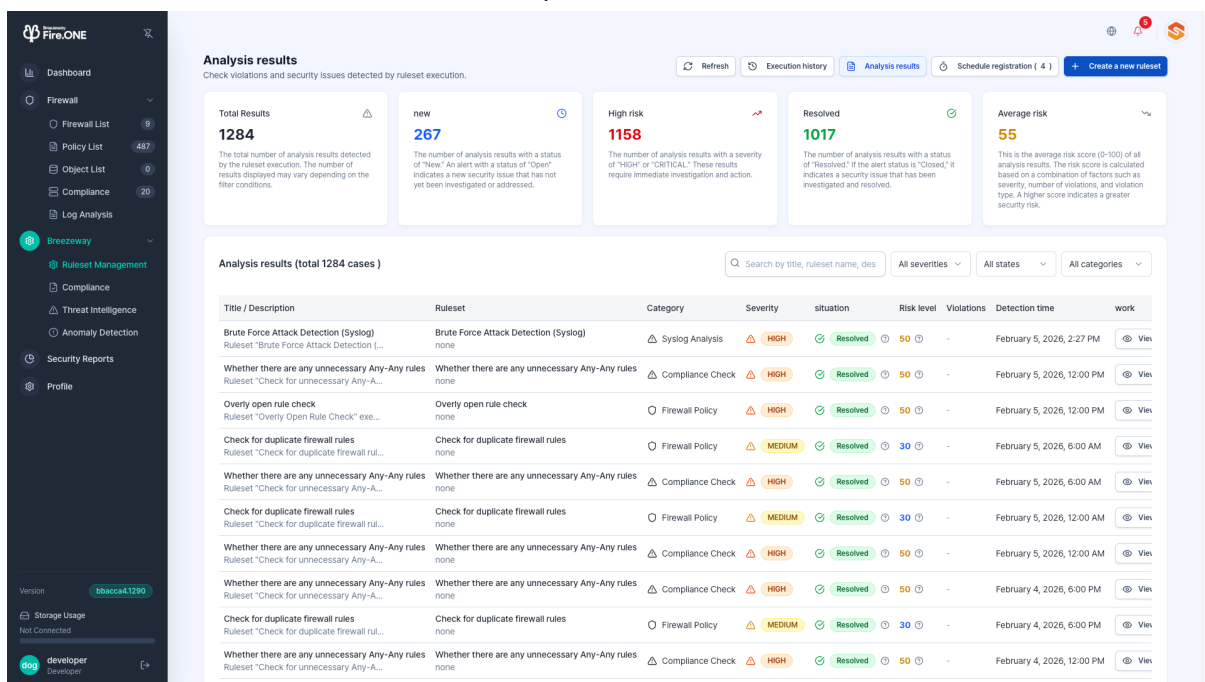 Breezeway
Fire.ONE
5
Dashboard
Firewall
Firewall List 9
Policy List 487
Object List 0
Compliance 20
Log Analysis
Breezeway
Ruleset Management
Compliance
Threat Intelligence
Anomaly Detection
Security Reports
Profile
Version bbacca4.1290
Storage Usage
Not Connected
dog
developer
Developer
Analysis results
Check violations and security issues detected by ruleset execution.
Refresh
Execution history
Analysis results
Schedule registration ( 4 )
+ Create a new ruleset
Total Results
1284
The total number of analysis results detected
by the ruleset execution. The number of
results displayed may vary depending on the
filter conditions.
new
267
The number of analysis results with a status
of "New." An alert with a status of "Open"
indicates a new security issue that has not
yet been investigated or addressed.
High risk
1158
The number of analysis results with a severity
of "HIGH" or "CRITICAL." These results
require immediate investigation and action.
Resolved
1017
The number of analysis results with a status
of "Resolved." If the alert status is "Closed," it
indicates a security issue that has been
investigated and resolved.
Average risk
55
This is the average risk score (0-100) of all
analysis results. The risk score is calculated
based on a combination of factors such as
severity, number of violations, and violation
type. A higher score indicates a greater
security risk.
Analysis results (total 1284 cases )
Search by title, ruleset name, des
All severities
All states
All categories
Title / Description Ruleset Category Severity situation Risk level Violations Detection time work
Brute Force Attack Detection (Syslog) Brute Force Attack Detection (Syslog) Syslog Analysis HIGH Resolved 50 - February 5, 2026, 2:27 PM View
Ruleset "Brute Force Attack Detection (... none
Whether there are any unnecessary Any-Any rules Whether there are any unnecessary Any-Any rules Compliance Check HIGH Resolved 50 - February 5, 2026, 12:00 PM View
Ruleset "Check for unnecessary Any-A... none
Overly open rule check Overly open rule check Firewall Policy HIGH Resolved 50 - February 5, 2026, 12:00 PM View
Ruleset "Overly Open Rule Check" exe... none
Check for duplicate firewall rules Check for duplicate firewall rules Firewall Policy MEDIUM Resolved 30 - February 5, 2026, 6:00 AM View
Ruleset "Check for duplicate firewall rul... none
Whether there are any unnecessary Any-Any rules Whether there are any unnecessary Any-Any rules Compliance Check HIGH Resolved 50 - February 5, 2026, 6:00 AM View
Ruleset "Check for unnecessary Any-A... none
Check for duplicate firewall rules Check for duplicate firewall rules Firewall Policy MEDIUM Resolved 30 - February 5, 2026, 12:00 AM View
Ruleset "Check for duplicate firewall rul... none
Whether there are any unnecessary Any-Any rules Whether there are any unnecessary Any-Any rules Compliance Check HIGH Resolved 50 - February 5, 2026, 12:00 AM View
Ruleset "Check for unnecessary Any-A... none
Whether there are any unnecessary Any-Any rules Whether there are any unnecessary Any-Any rules Compliance Check HIGH Resolved 50 - February 4, 2026, 6:00 PM View
Ruleset "Check for unnecessary Any-A... none
Check for duplicate firewall rules Check for duplicate firewall rules Firewall Policy MEDIUM Resolved 30 - February 4, 2026, 6:00 PM View
Ruleset "Check for duplicate firewall rul... none
Whether there are any unnecessary Any-Any rules Whether there are any unnecessary Any-Any rules Compliance Check HIGH Resolved 50 - February 4, 2026, 12:00 PM View
Ruleset "Check for unnecessary Any-A... none